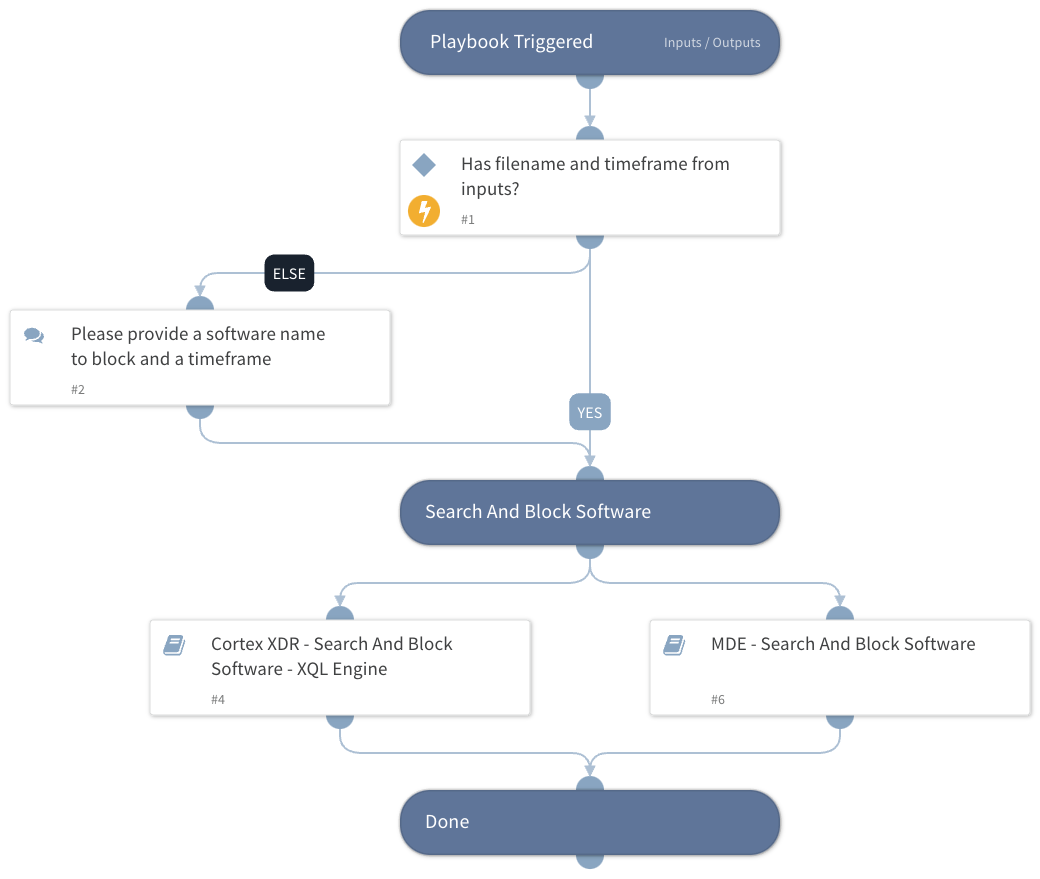 Playbook Triggered
Inputs / Outputs
Has filename and timeframe from
inputs?
#1
ELSE
Please provide a software name
to block and a timeframe
#2
YES
Search And Block Software
Cortex XDR - Search And Block
Software - XQL Engine
#4
MDE - Search And Block Software
#6
Done